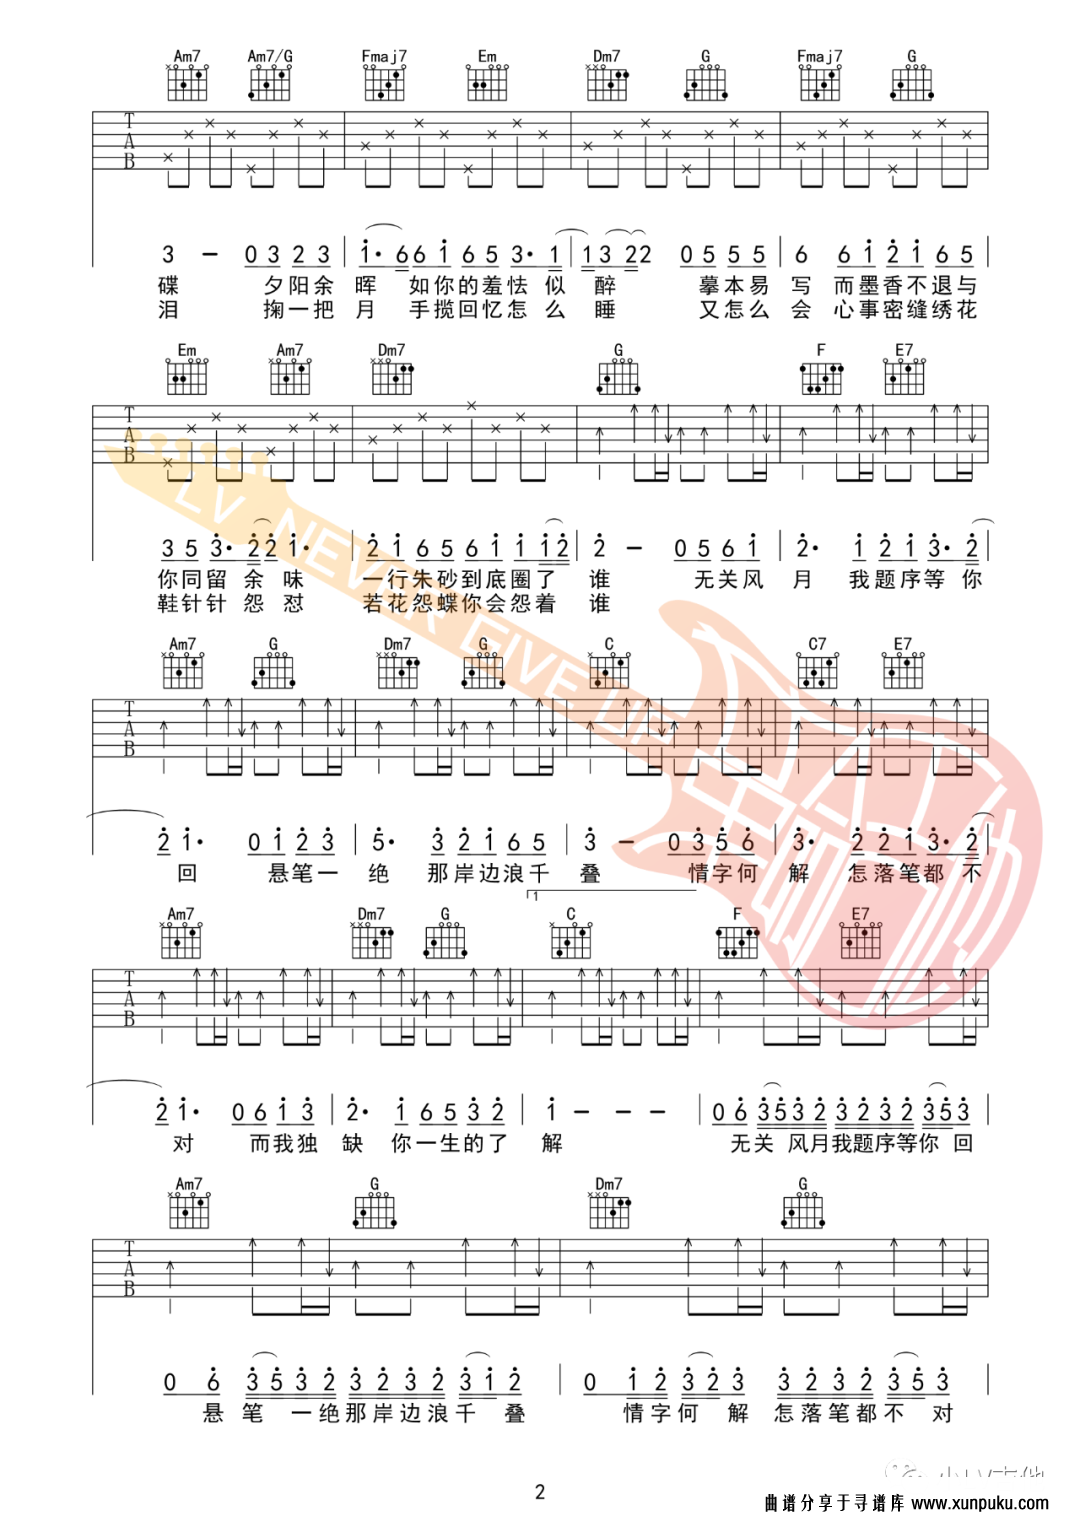 Am7 Am7/G Fmaj7 Em Dm7 G Fmaj7 G
T
A
B
3 - 0 3 2 3 1· 6 6 1 6 5 3· 1 1 3 2 2 0 5 5 5 6 6 1 2 1 6 5
碟 夕阳余 晖 如你的羞怯似 醉 摹本易 写 而墨香不退与
泪 掬一把 月 手揽回忆怎么 睡 又怎么 会 心事密缝绣花
Em Am7 Dm7 G F E7
T
A
B
3 5 3· 2 2 1· 2 1 6 5 6 1 1 1 2 2 - 0 5 6 1 2· 1 2 1 3· 2
你同留 余 味 一行朱砂到底圈了 谁 无关风 月 我题序等 你
鞋针针 怨 怼 若花怨蝶你会怨着 谁
Am7 G Dm7 G C C7 E7
T
A
B
2 1· 0 1 2 3 5· 3 2 1 6 5 3 - 0 3 5 6 3· 2 2 1 3· 2
回 悬笔一 绝 那岸边浪千 叠 情字何 解 怎落笔都 不
1
Am7 Dm7 G C F E7
T
A
B
2 1· 0 6 1 3 2· 1 6 5 3 2 1 - - - 0 6 3 5 3 2 3 2 3 2 3 5 3
对 而我独 缺 你一生的了 解 无关 风月我题序等你 回
Am7 G Dm7 G
T
A
B
0 6 3 5 3 2 3 2 3 2 3 1 2 0 1 2 3 2 3 2 3 2 3 5 3
悬 笔 一绝那岸边浪千 叠 情字何 解 怎落笔都不 对
LV NEVER GIVE UP
2
曲谱分享于寻谱库 www.xunpuku.com